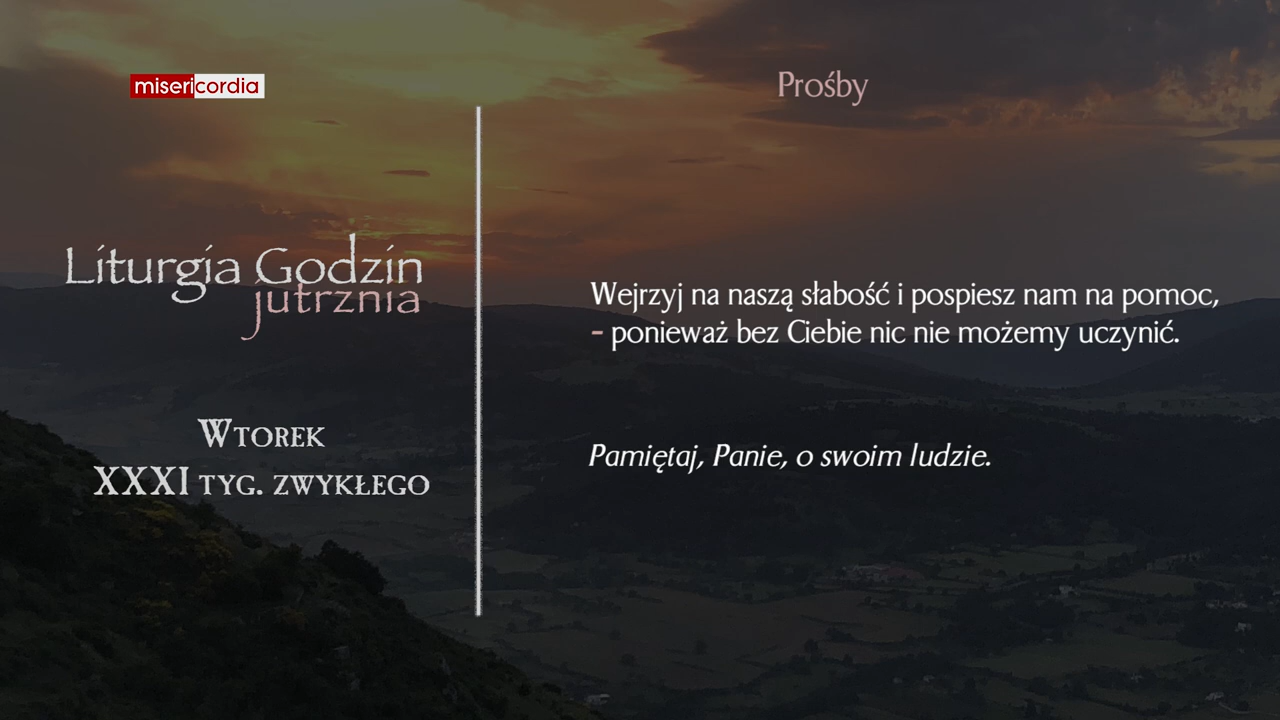 misericordia
Liturgia Godzin
jutrznia
Wtorek
XXXI tyg. zwykłego
Prośby
Wejrzyj na naszą słabość i pospiesz nam na pomoc,
- ponieważ bez Ciebie nic nie możemy uczynić.
Pamiętaj, Panie, o swoim ludzie.